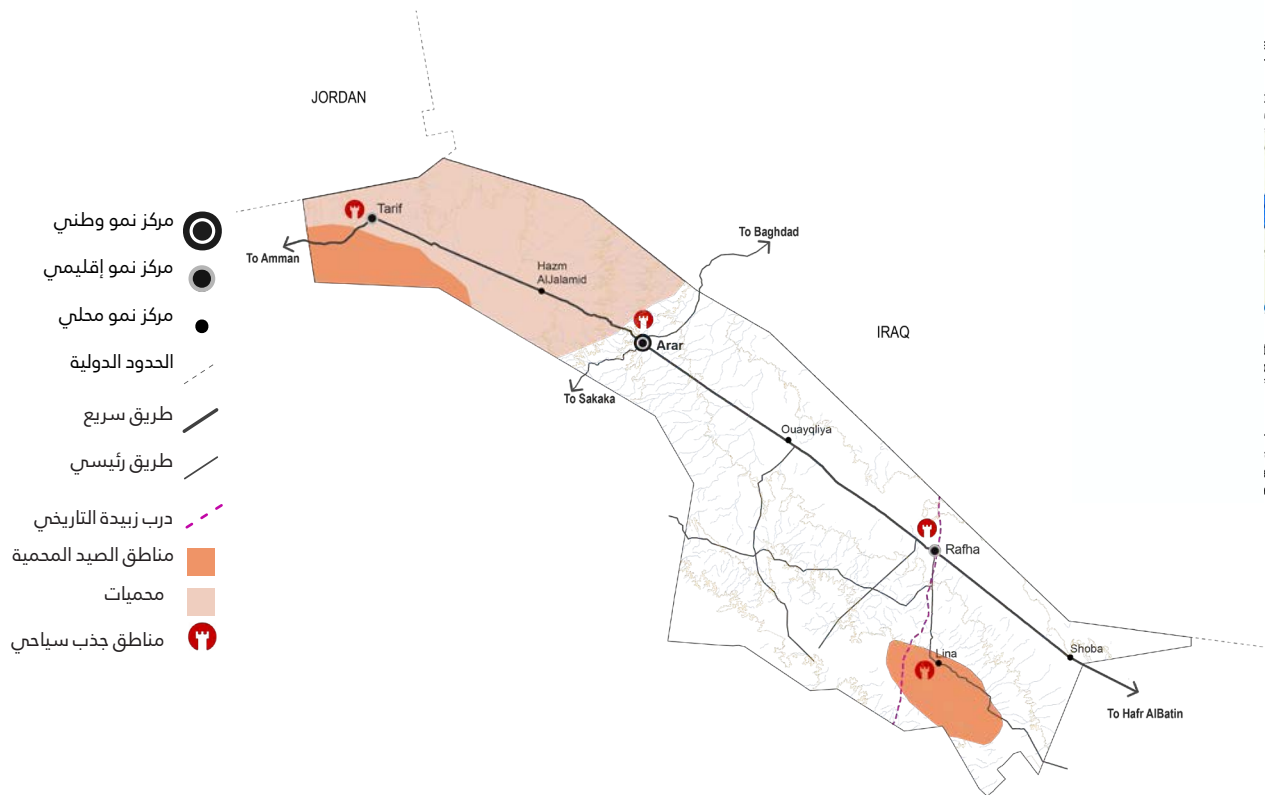 JORDAN
IRAQ
Tarif
To Amman
Hazm
AlJalamid
To Baghdad
Arar
To Sakaka
Ouayqliya
Rafha
Lina
Shoba
To Hafr AlBatin
مركز نمو وطني
مركز نمو إقليمي
مركز نمو محلي
الحدود الدولية
طريق سريع
طريق رئيسي
درب زبيدة التاريخي
مناطق الصيد المحمية
محميات
مناطق جذب سياحي